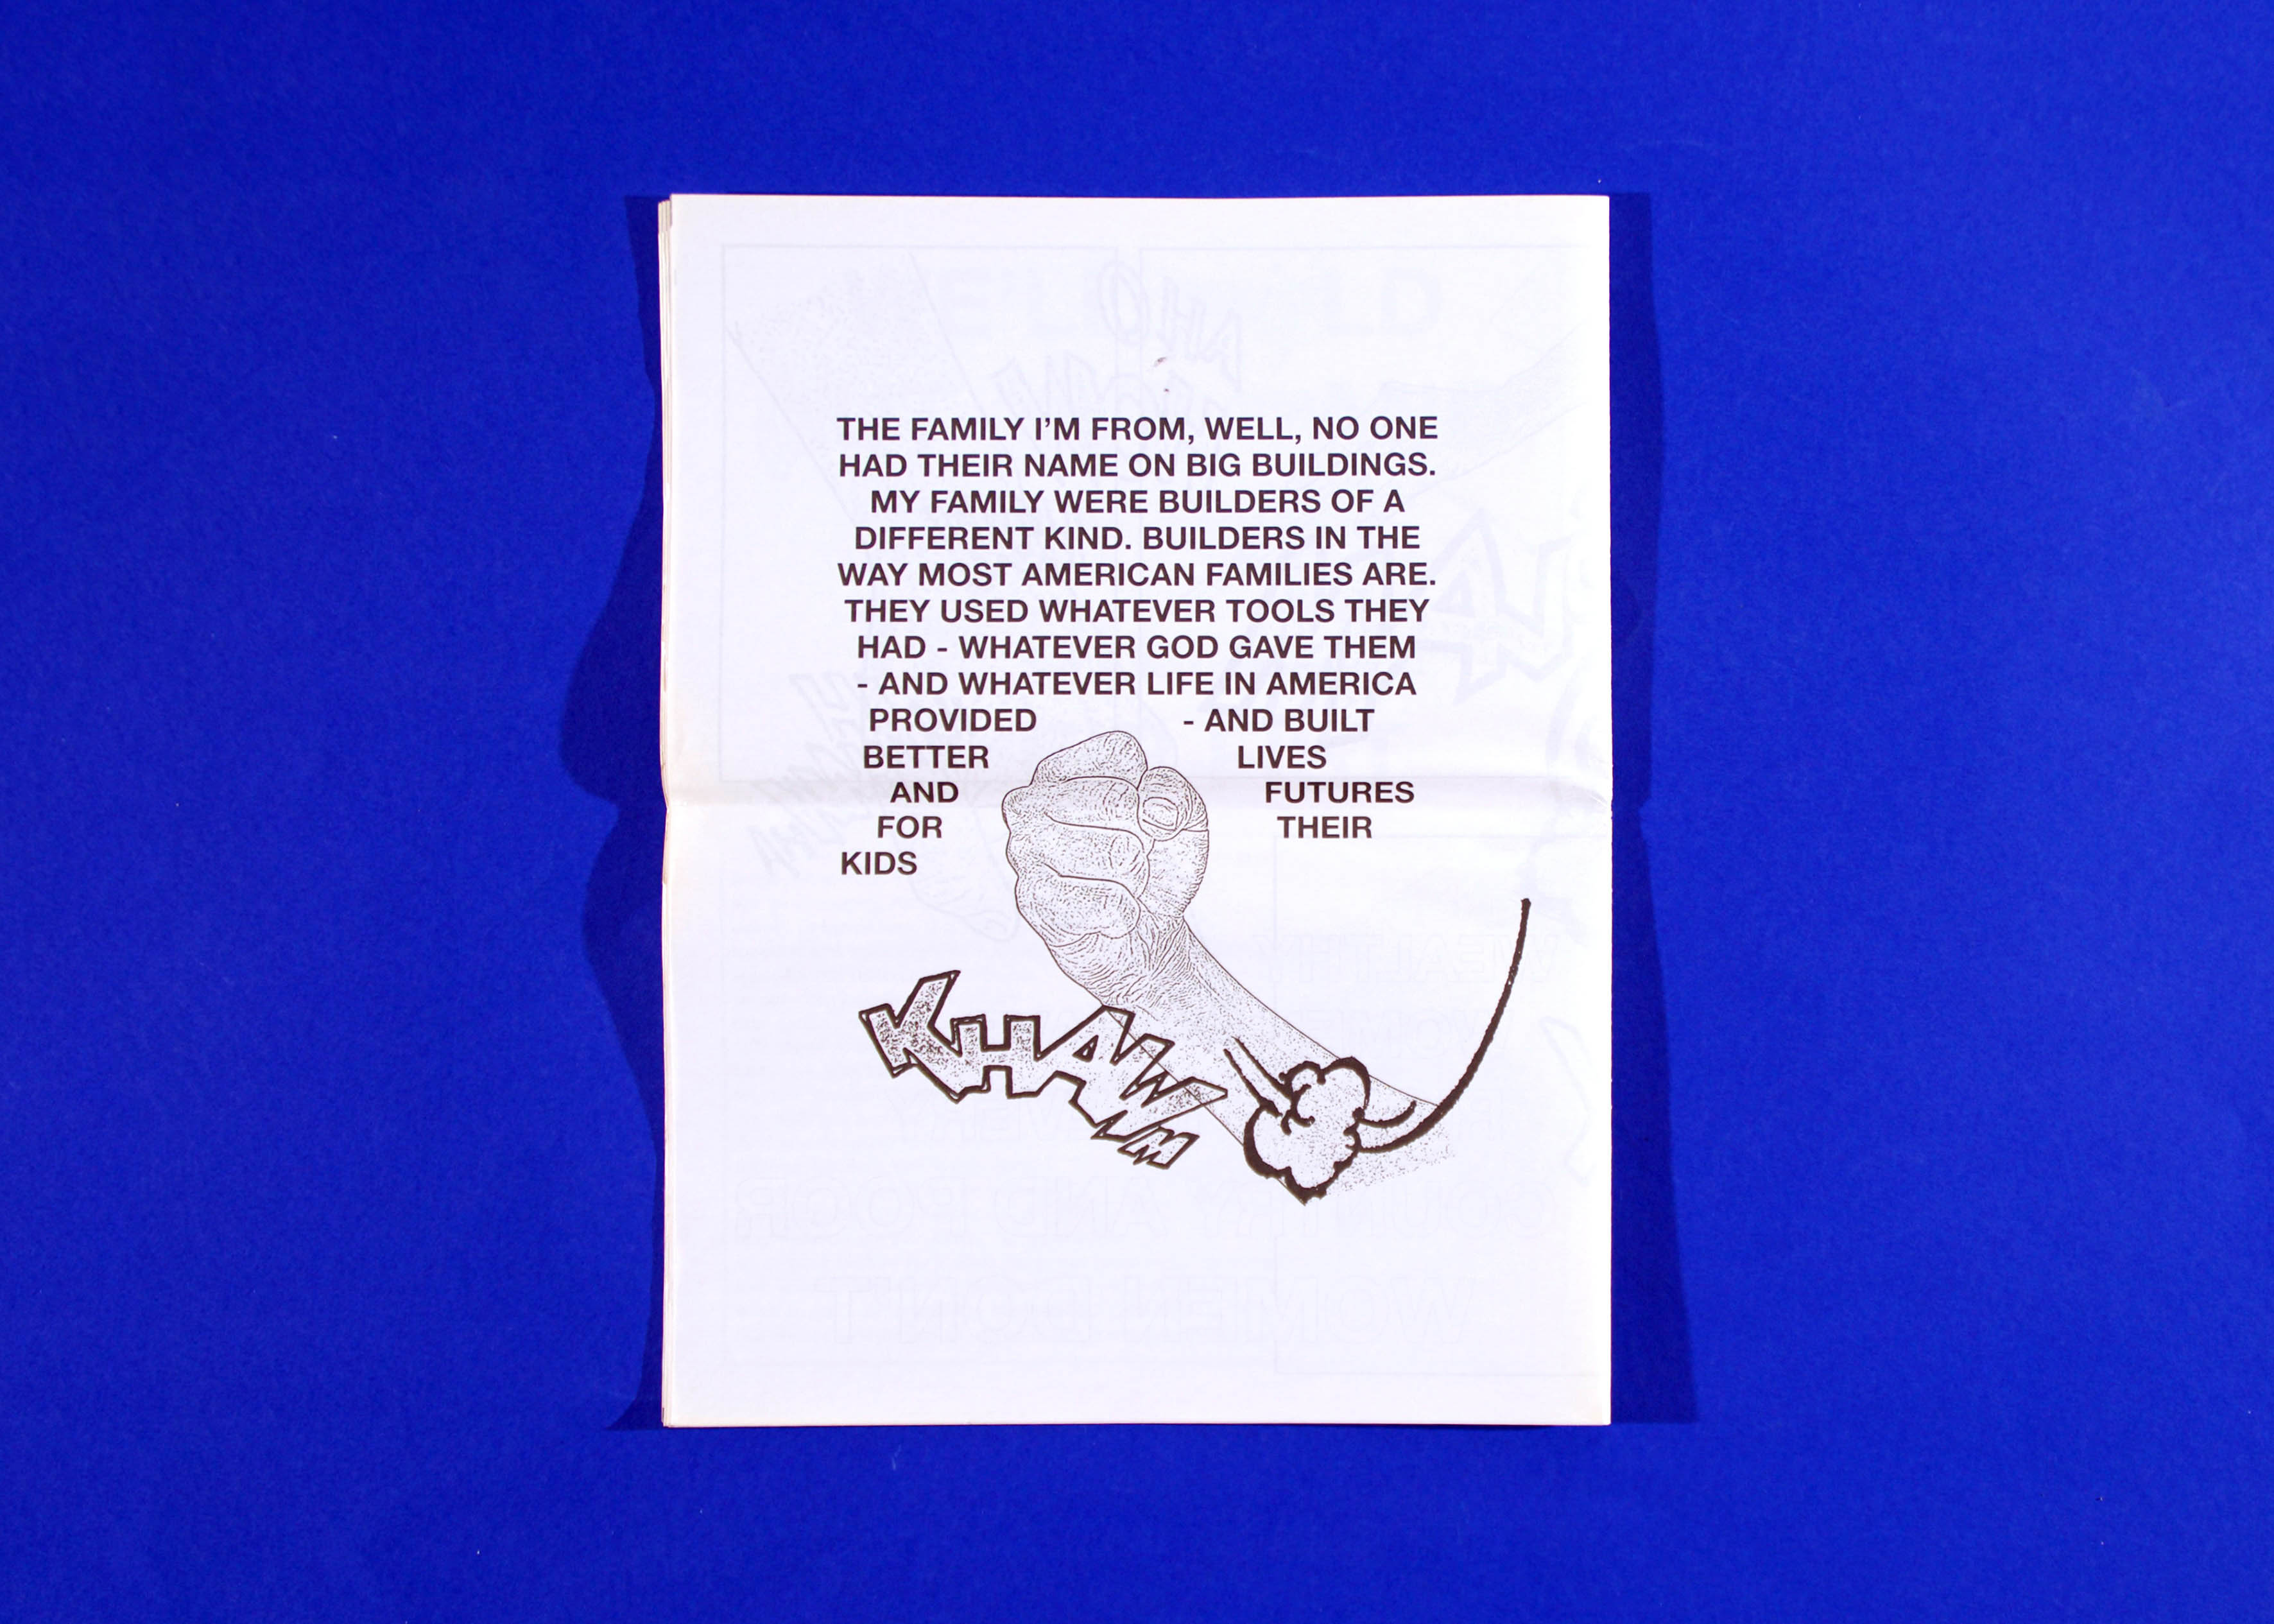 THE FAMILY I'M FROM, WELL, NO ONE
HAD THEIR NAME ON BIG BUILDINGS.
MY FAMILY WERE BUILDERS OF A
DIFFERENT KIND. BUILDERS IN THE
WAY MOST AMERICAN FAMILIES ARE.
THEY USED WHATEVER TOOLS THEY
HAD - WHATEVER GOD GAVE THEM
- AND WHATEVER LIFE IN AMERICA
PROVIDED - AND BUILT
BETTER LIVES
AND FUTURES
FOR THEIR
KIDS
KHAWM